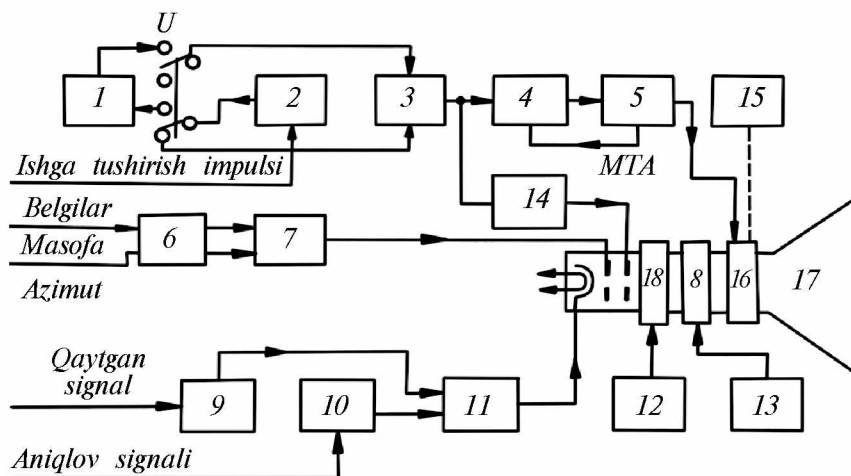 U
1
2
3
4
5
15
Ishga tushirish impulsi
MTA
14
Belgilar
6
7
Masofa
Azimut
18
8
16
17
Qaytgan
signal
9
10
11
12
13
Aniqlov signali